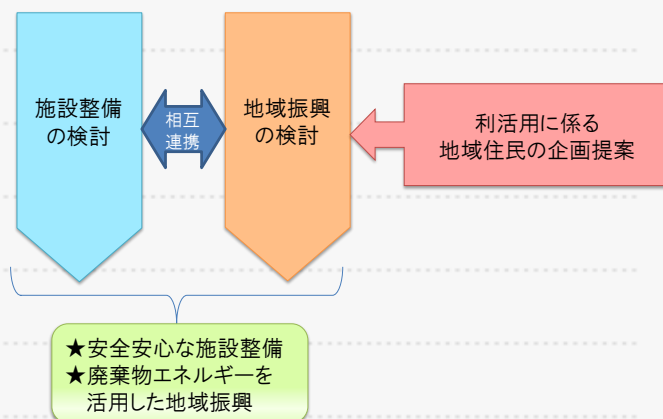 施設整備
の検討
相互
連携
地域振興
の検討
利活用に係る
地域住民の企画提案
★安全安心な施設整備
★廃棄物エネルギーを
活用した地域振興